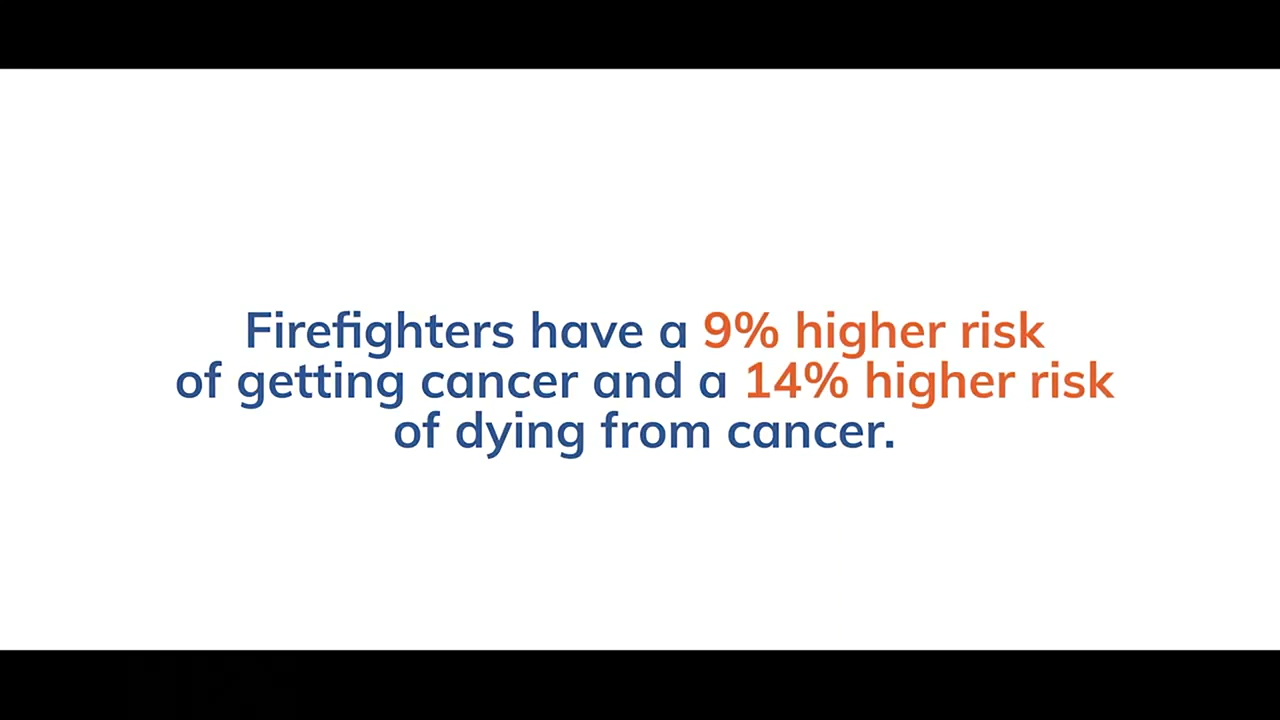 Firefighters have a 9% higher risk
of getting cancer and a 14% higher risk
of dying from cancer.